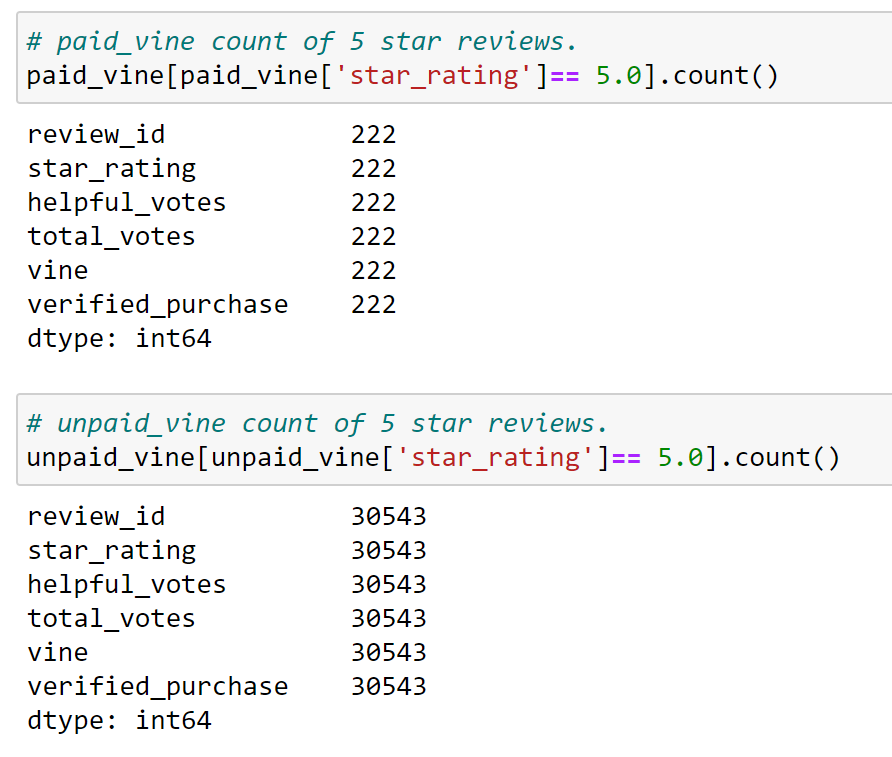 # paid_vine count of 5 star reviews.
paid_vine[paid_vine['star_rating']== 5.0].count()
review_id 222
star_rating 222
helpful_votes 222
total_votes 222
vine 222
verified_purchase 222
dtype: int64
# unpaid_vine count of 5 star reviews.
unpaid_vine[unpaid_vine['star_rating']== 5.0].count()
review_id 30543
star_rating 30543
helpful_votes 30543
total_votes 30543
vine 30543
verified_purchase 30543
dtype: int64